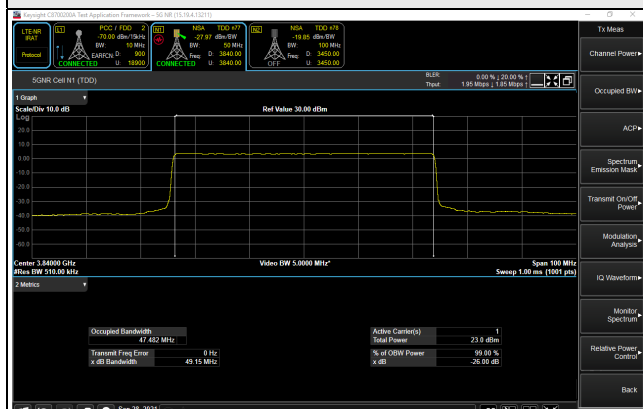 Keysight C8700200A Test Application Framework - 5G NR (15,19.4.13211)
Tx Meas
LTE-NR IRAT
Protocol
L1 PCC / FDD 2
-70.00 dBm/15kHz
BW: 10 MHz
EARFCN D: 900
CONNECTED U: 18900
N1 NSA TDD n77
-27.97 dBm/BW
BW: 50 MHz
Freq: D: 3840.00
CONNECTED U: 3840.00
N2 NSA TDD n78
-19.85 dBm/BW
BW: 100 MHz
Freq: D: 3450.00
OFF U: 3450.00
5GNR Cell N1 (TDD)
BLER: 0.00 % ↓ 20.00 % ↑
Thput: 1.95 Mbps ↓ 1.85 Mbps ↑
1 Graph
Scale/Div 10.0 dB
Ref Value 30.00 dBm
Log
20.0
10.0
0.00
-10.0
-20.0
-30.0
-40.0
-50.0
-60.0
Center 3.84000 GHz
Video BW 5.0000 MHz*
Span 100 MHz
#Res BW 510.00 kHz
Sweep 1.00 ms (1001 pts)
2 Metrics
Occupied Bandwidth
47.482 MHz
Transmit Freq Error 0 Hz
x dB Bandwidth 49.15 MHz
Active Carrier(s) 1
Total Power 23.0 dBm
% of OBW Power 99.00 %
x dB -26.00 dB
Channel Power
Occupied BW
ACP
Spectrum
Emission Mask
Transmit On/Off
Power
Modulation
Analysis
IQ Waveform
Monitor
Spectrum
Relative Power
Control
Back